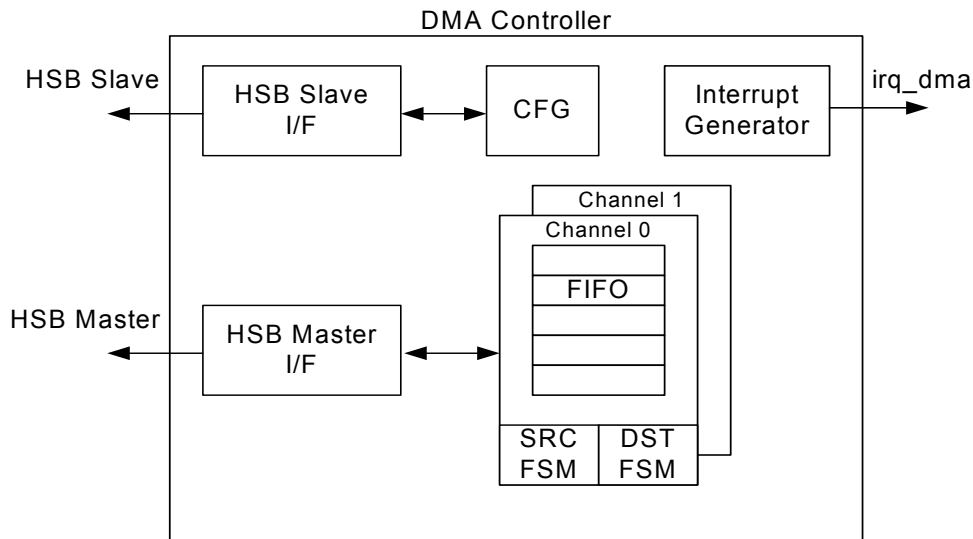 DMA Controller
HSB Slave
HSB Slave
I/F
CFG
Interrupt
Generator
irq_dma
Channel 1
Channel 0
FIFO
HSB Master
HSB Master
I/F
SRC
FSM
DST
FSM